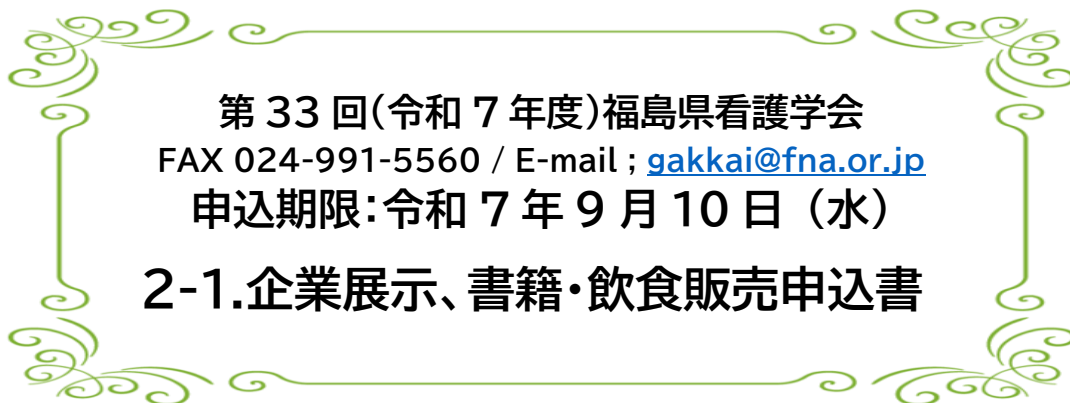 第 33 回(令和 7 年度)福島県看護学会
FAX 024-991-5560 / E-mail ; gakkai@fna.or.jp
申込期限:令和 7 年 9 月 10 日 (水)
2-1.企業展示、書籍・飲食販売申込書